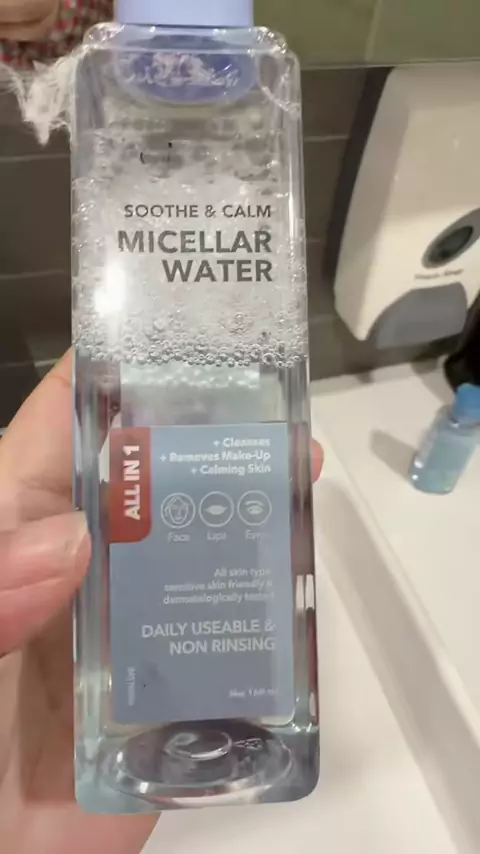 SOOTHE & CALM
MICELLAR
WATER
ALL IN 1
+ Cleanses
+ Removes Make-Up
+ Calming Skin
Face Lips Eyes
All skin type
sensitive skin friendly &
dermatologically tested
DAILY USEABLE &
NON RINSING